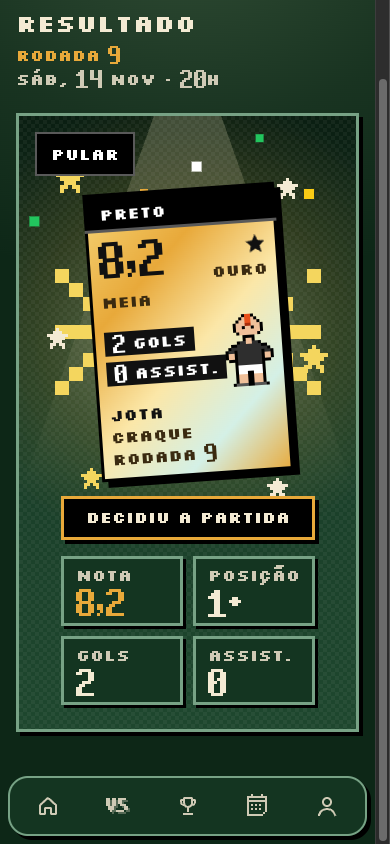 RESULTADO
RODADA 9
SÁB, 14 NOV · 20H
PULAR
PRETO
8,2
OURO
MEIA
2 GOLS
0 ASSIST.
JOTA
CRAQUE
RODADA 9
DECIDIU A PARTIDA
NOTA
8,2
POSIÇÃO
1º
GOLS
2
ASSIST.
0
VS